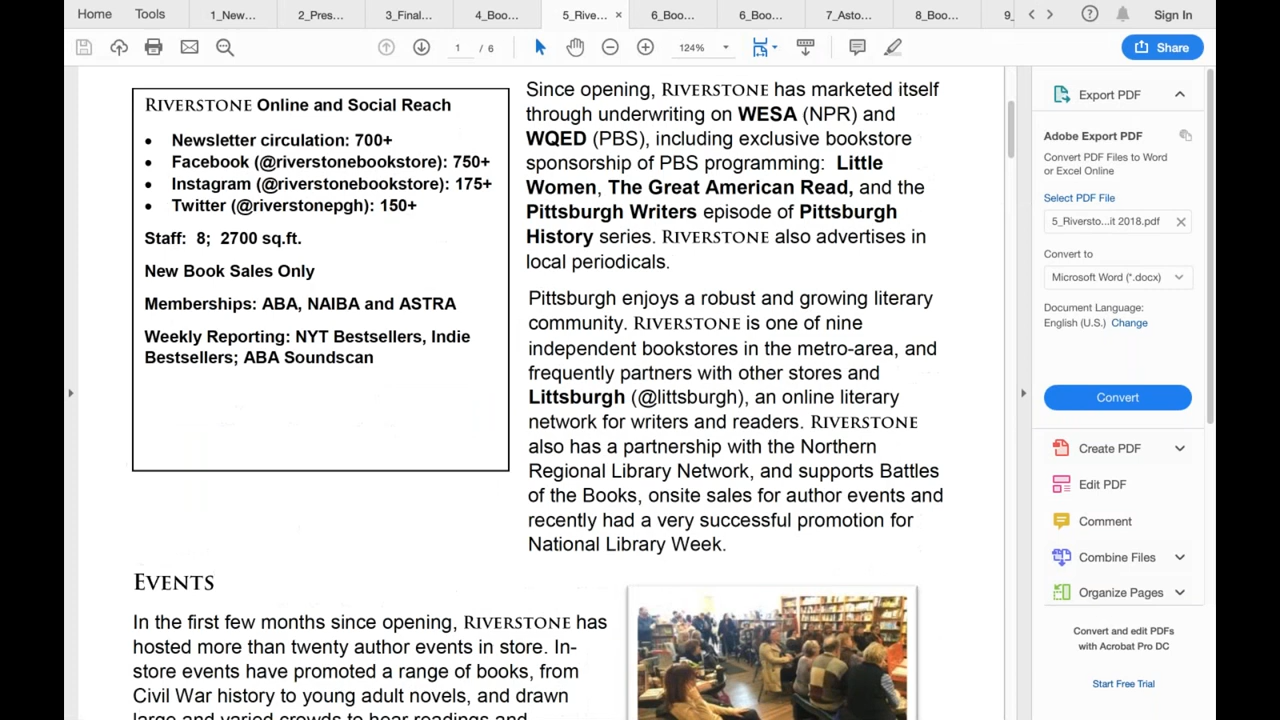 Home Tools 1_New... 2_Pres... 3_Final... 4_Boo... 5_Rive... × 6_Boo... 6_Boo... 7_Asto... 8_Boo... 9_ Sign In
1 / 6 124% Share
RIVERSTONE Online and Social Reach
• Newsletter circulation: 700+
• Facebook (@riverstonebookstore): 750+
• Instagram (@riverstonebookstore): 175+
• Twitter (@riverstonepgh): 150+
Staff: 8; 2700 sq.ft.
New Book Sales Only
Memberships: ABA, NAIBA and ASTRA
Weekly Reporting: NYT Bestsellers, Indie
Bestsellers; ABA Soundscan
Since opening, RIVERSTONE has marketed itself
through underwriting on WESA (NPR) and
WQED (PBS), including exclusive bookstore
sponsorship of PBS programming: Little
Women, The Great American Read, and the
Pittsburgh Writers episode of Pittsburgh
History series. RIVERSTONE also advertises in
local periodicals.
Pittsburgh enjoys a robust and growing literary
community. RIVERSTONE is one of nine
independent bookstores in the metro-area, and
frequently partners with other stores and
Littsburgh (@littsburgh), an online literary
network for writers and readers. RIVERSTONE
also has a partnership with the Northern
Regional Library Network, and supports Battles
of the Books, onsite sales for author events and
recently had a very successful promotion for
National Library Week.
EVENTS
In the first few months since opening, RIVERSTONE has
hosted more than twenty author events in store. In-
store events have promoted a range of books, from
Civil War history to young adult novels, and drawn
large and varied crowds to hear readings and
Export PDF
Adobe Export PDF
Convert PDF Files to Word
or Excel Online
Select PDF File
5_Riversto...it 2018.pdf
Convert to
Microsoft Word (*.docx)
Document Language:
English (U.S.) Change
Convert
Create PDF
Edit PDF
Comment
Combine Files
Organize Pages
Convert and edit PDFs
with Acrobat Pro DC
Start Free Trial